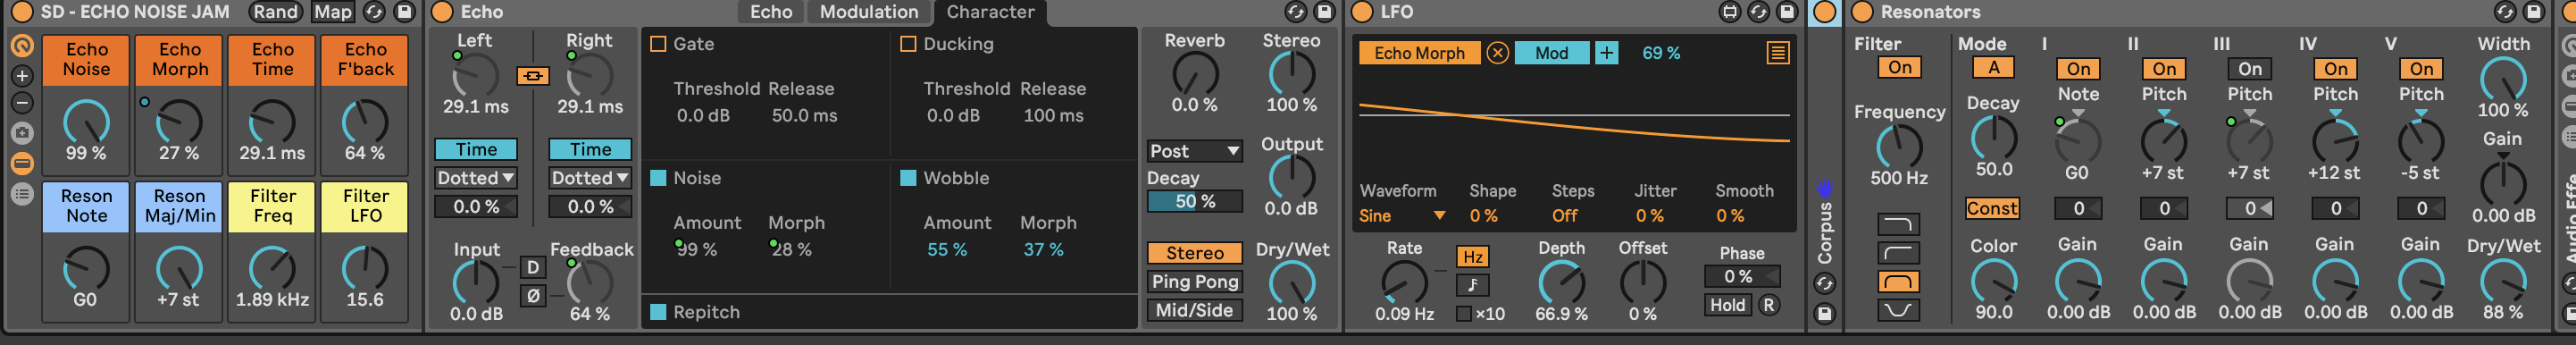 SD - ECHO NOISE JAM Rand Map
Echo Noise Echo Morph Echo Time Echo F'back
99 % 27 % 29.1 ms 64 %
Reson Note Reson Maj/Min Filter Freq Filter LFO
G0 +7 st 1.89 kHz 15.6
Echo Echo Modulation Character
Left Right
29.1 ms 29.1 ms
Time Time
Dotted Dotted
0.0 % 0.0 %
Input Feedback
D
Ø
0.0 dB 64 %
Gate Ducking
Threshold Release Threshold Release
0.0 dB 50.0 ms 0.0 dB 100 ms
Noise Wobble
Amount Morph Amount Morph
99 % 28 % 55 % 37 %
Repitch
Reverb Stereo
0.0 % 100 %
Post Output
Decay
50 % 0.0 dB
Stereo Dry/Wet
Ping Pong
Mid/Side 100 %
LFO
Echo Morph Mod + 69 %
Waveform Shape Steps Jitter Smooth
Sine 0 % Off 0 % 0 %
Rate Hz Depth Offset Phase
0 %
0.09 Hz ×10 66.9 % 0 % Hold R
Corpus
Resonators
Filter Mode I II III IV V Width
On A On On On On On
Frequency Decay Note Pitch Pitch Pitch Pitch 100 %
Gain
500 Hz 50.0 G0 +7 st +7 st +12 st -5 st
Const 0 0 0 0 0 0.00 dB
Color Gain Gain Gain Gain Gain Dry/Wet
90.0 0.00 dB 0.00 dB 0.00 dB 0.00 dB 0.00 dB 88 %
Audio Effe